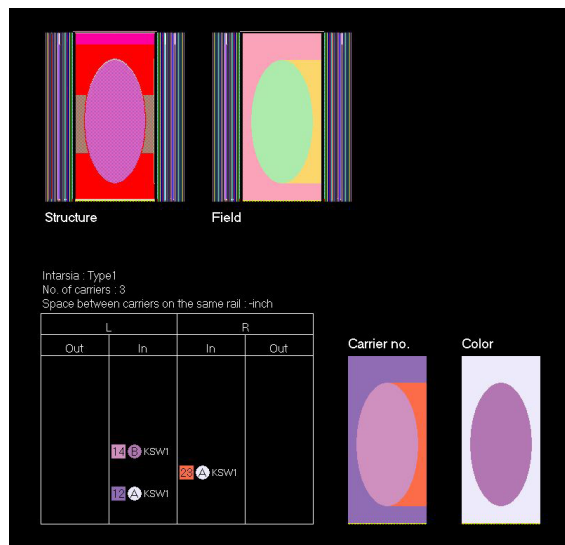 Structure
Field
Intarsia : Type1
No. of carriers : 3
Space between carriers on the same rail : -inch
L R
Out In In Out
Carrier no. Color
14 B KSW1
23 A KSW1
12 A KSW1